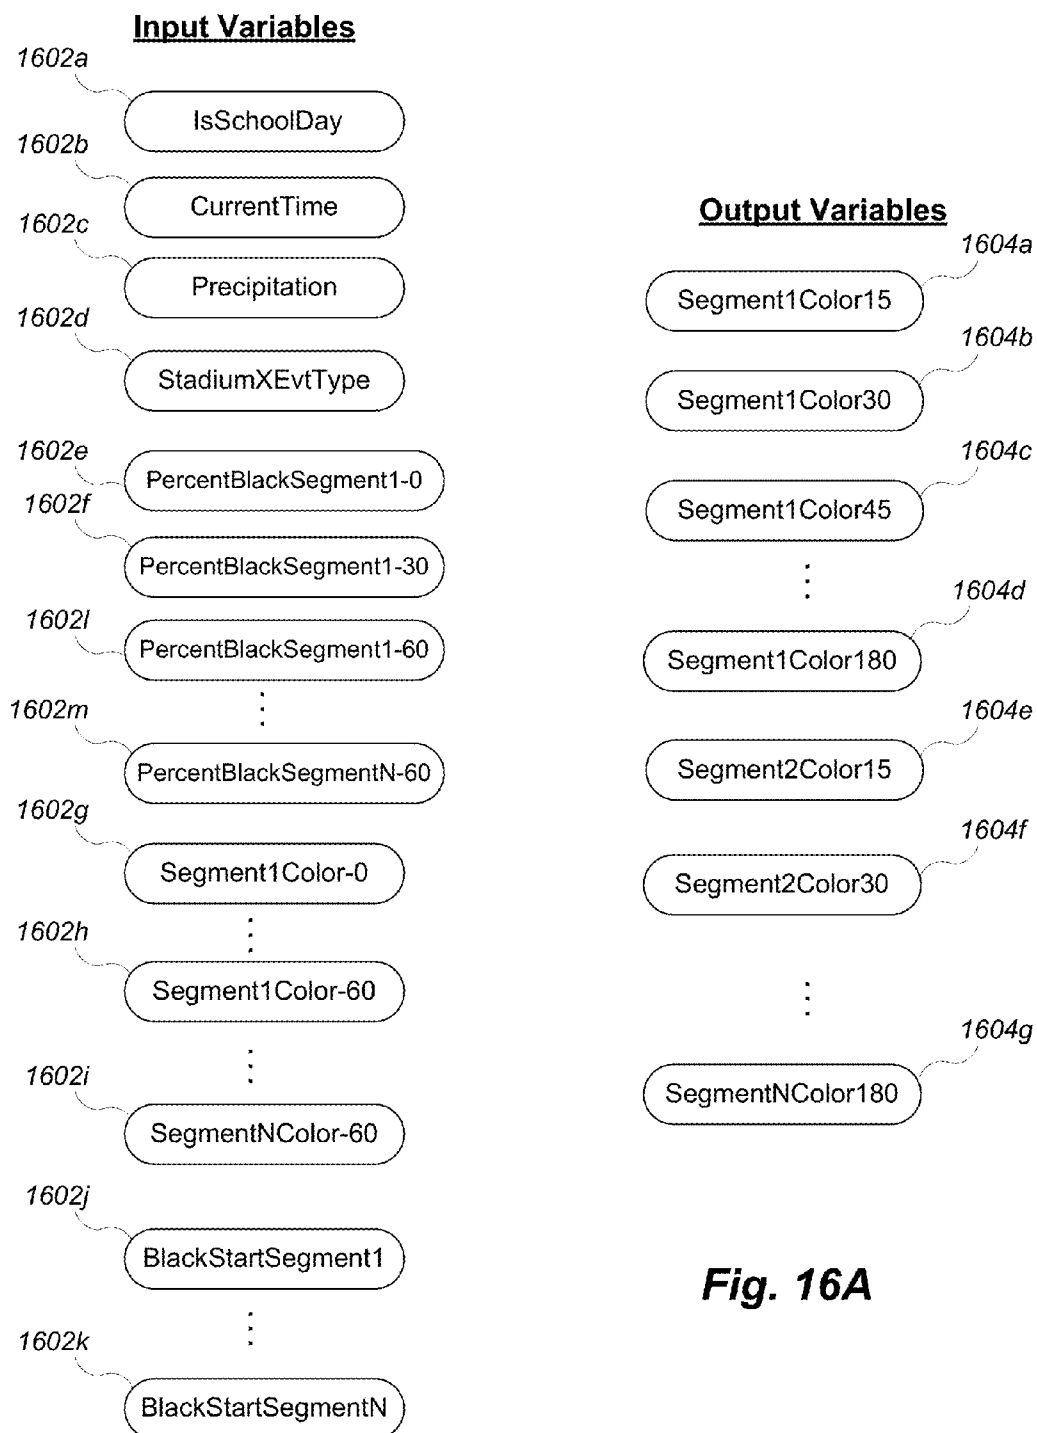 Input Variables
1602a
IsSchoolDay
1602b
CurrentTime
1602c
Precipitation
1602d
StadiumXEvtType
1602e
PercentBlackSegment1-0
1602f
PercentBlackSegment1-30
1602l
PercentBlackSegment1-60
1602m
PercentBlackSegmentN-60
1602g
Segment1Color-0
1602h
Segment1Color-60
1602i
SegmentNColor-60
1602j
BlackStartSegment1
1602k
BlackStartSegmentN
Output Variables
1604a
Segment1Color15
1604b
Segment1Color30
1604c
Segment1Color45
1604d
Segment1Color180
1604e
Segment2Color15
1604f
Segment2Color30
1604g
SegmentNColor180
Fig. 16A